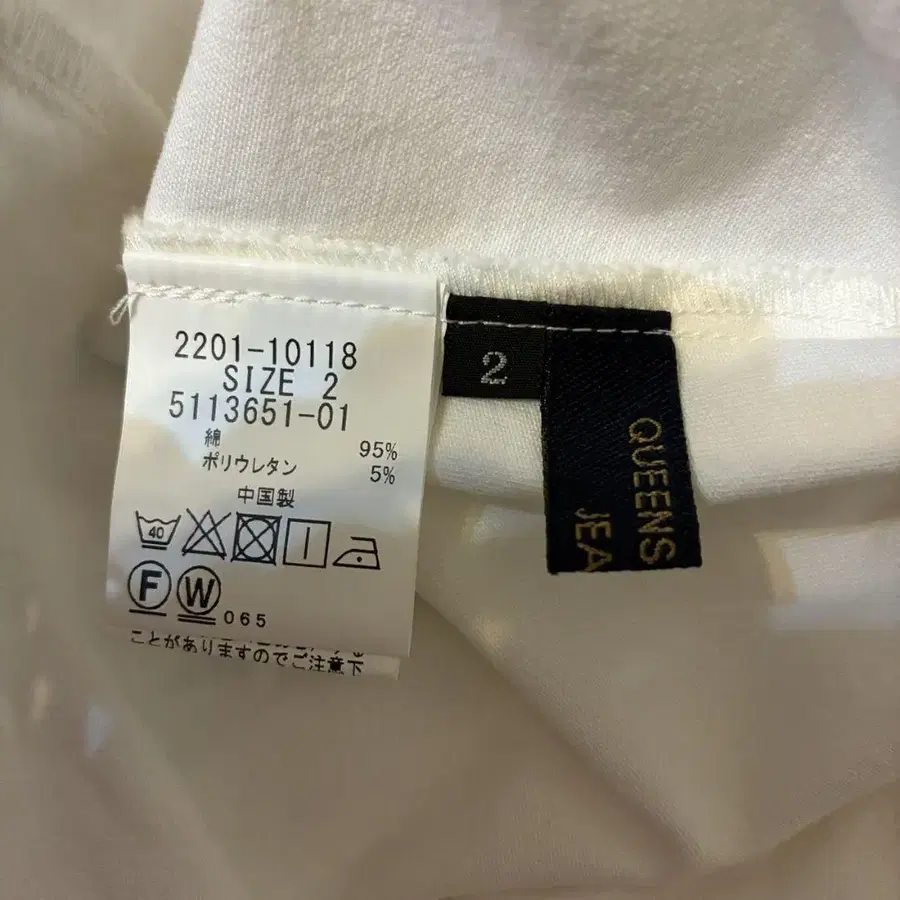 2201-10118
SIZE 2
5113651-01
綿 95%
ポリウレタン 5%
中国製
40
F W 065
ことがありますのでご注意下
2
QUEENS
JEA